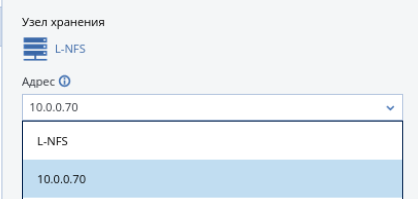 Узел хранения
L-NFS
Адрес
10.0.0.70
L-NFS
10.0.0.70